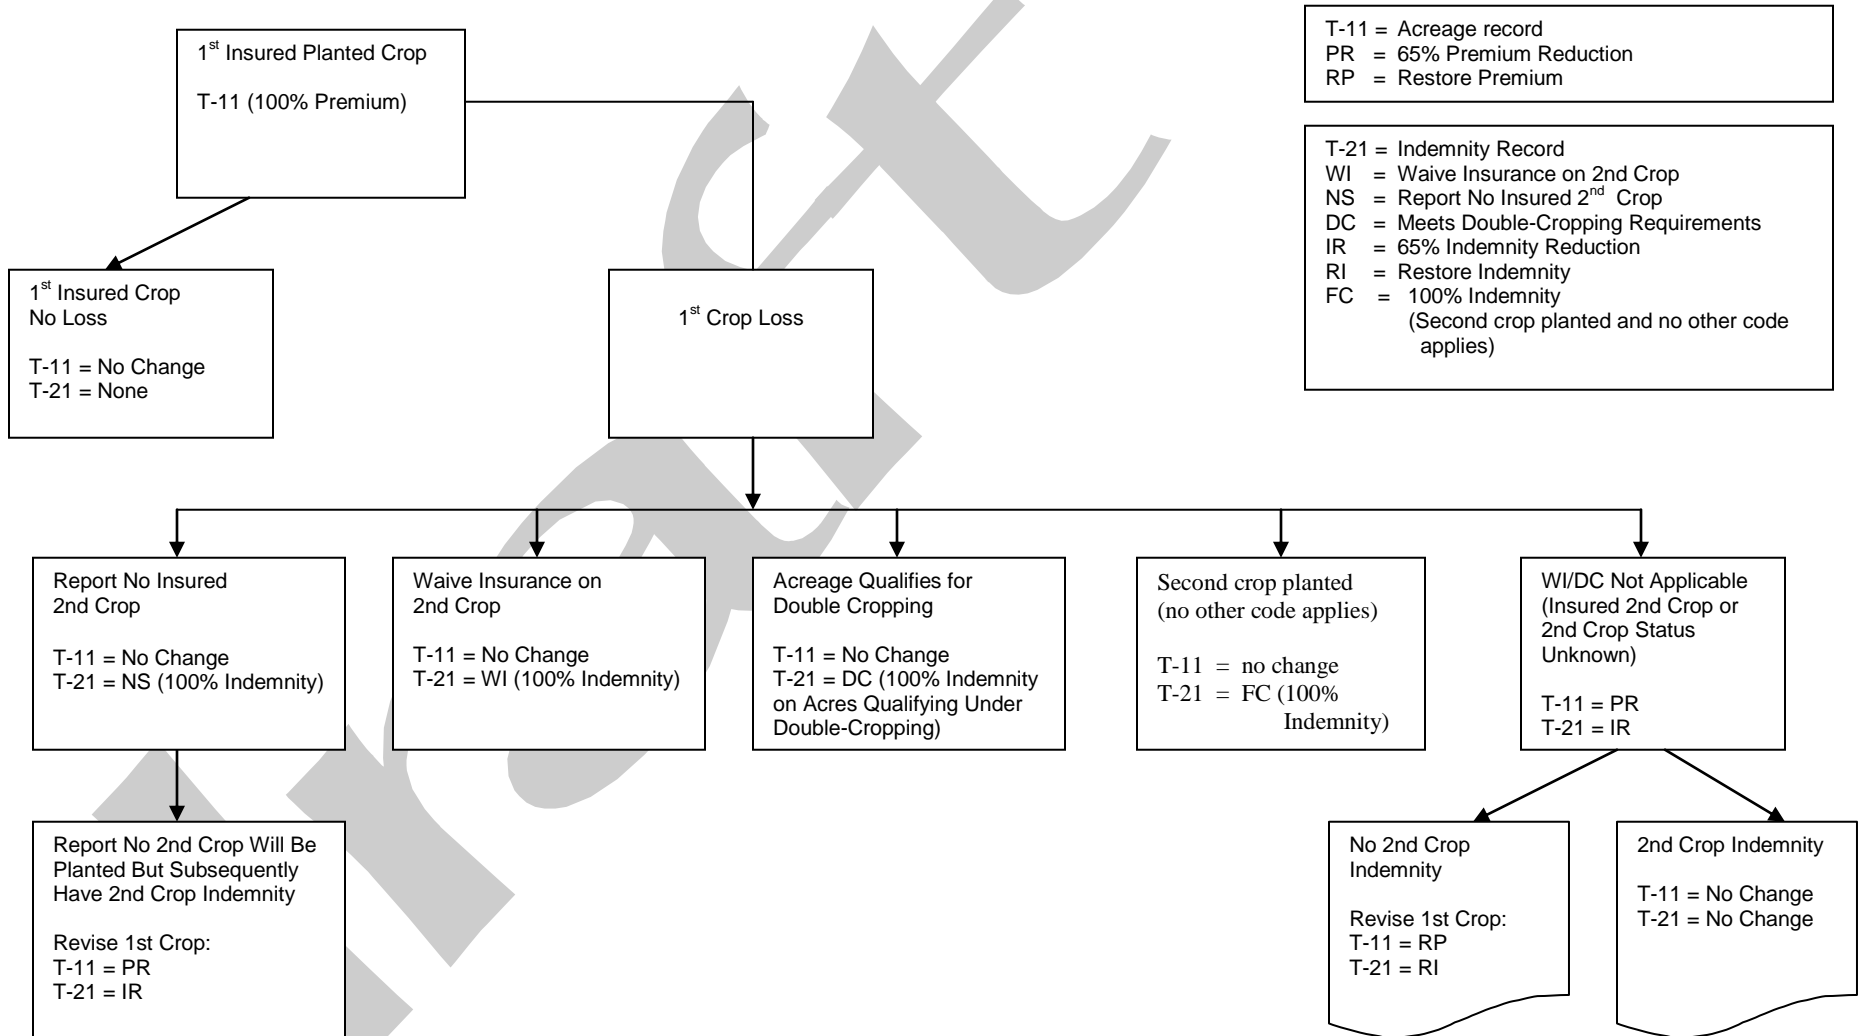 1st Insured Planted Crop
T-11 (100% Premium)
T-11 = Acreage record
PR = 65% Premium Reduction
RP = Restore Premium
T-21 = Indemnity Record
WI = Waive Insurance on 2nd Crop
NS = Report No Insured 2nd Crop
DC = Meets Double-Cropping Requirements
IR = 65% Indemnity Reduction
RI = Restore Indemnity
FC = 100% Indemnity
(Second crop planted and no other code
applies)
1st Insured Crop
No Loss
T-11 = No Change
T-21 = None
1st Crop Loss
Report No Insured
2nd Crop
T-11 = No Change
T-21 = NS (100% Indemnity)
Waive Insurance on
2nd Crop
T-11 = No Change
T-21 = WI (100% Indemnity)
Acreage Qualifies for
Double Cropping
T-11 = No Change
T-21 = DC (100% Indemnity
on Acres Qualifying Under
Double-Cropping)
Second crop planted
(no other code applies)
T-11 = no change
T-21 = FC (100%
Indemnity)
WI/DC Not Applicable
(Insured 2nd Crop or
2nd Crop Status
Unknown)
T-11 = PR
T-21 = IR
Report No 2nd Crop Will Be
Planted But Subsequently
Have 2nd Crop Indemnity
Revise 1st Crop:
T-11 = PR
T-21 = IR
No 2nd Crop
Indemnity
Revise 1st Crop:
T-11 = RP
T-21 = RI
2nd Crop Indemnity
T-11 = No Change
T-21 = No Change